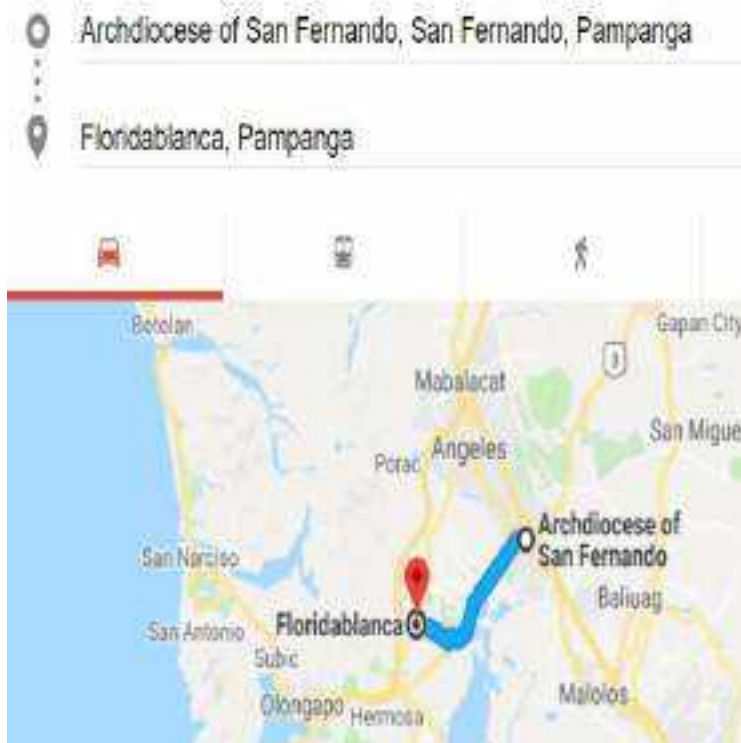 Archdiocese of San Fernando, San Fernando, Pampanga
Floridablanca, Pampanga
Botolan
Gapan City
3
Mabalacat
San Migue
Angeles
Porac
Archdiocese of
San Fernando
San Narciso
Baliuag
Floridablanca
San Antonio
Subic
Malolos
Olongapo
Hermosa